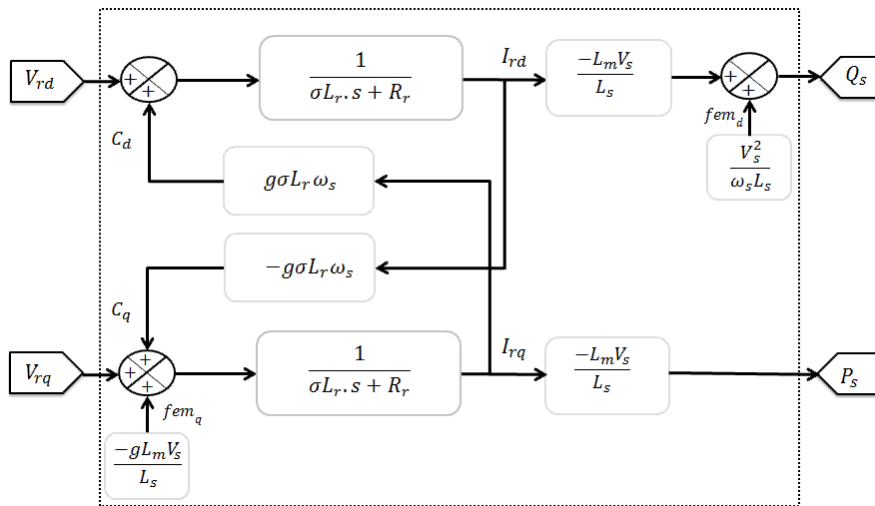 V_rd
+
+
1
σL_r.s + R_r
I_rd
-L_mV_s
L_s
+
+
Q_s
fem_d
C_d
gσL_rω_s
V_s^2
ω_sL_s
-gσL_rω_s
C_q
V_rq
+
+
+
1
σL_r.s + R_r
I_rq
-L_mV_s
L_s
P_s
fem_q
-gL_mV_s
L_s